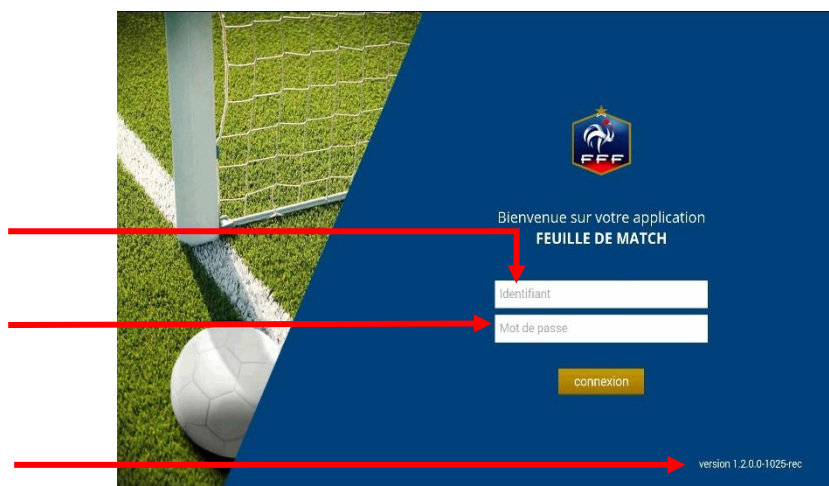 FFF
Bienvenue sur votre application
FEUILLE DE MATCH
Identifiant
Mot de passe
connexion
version 1.2.0.0-1025-rec